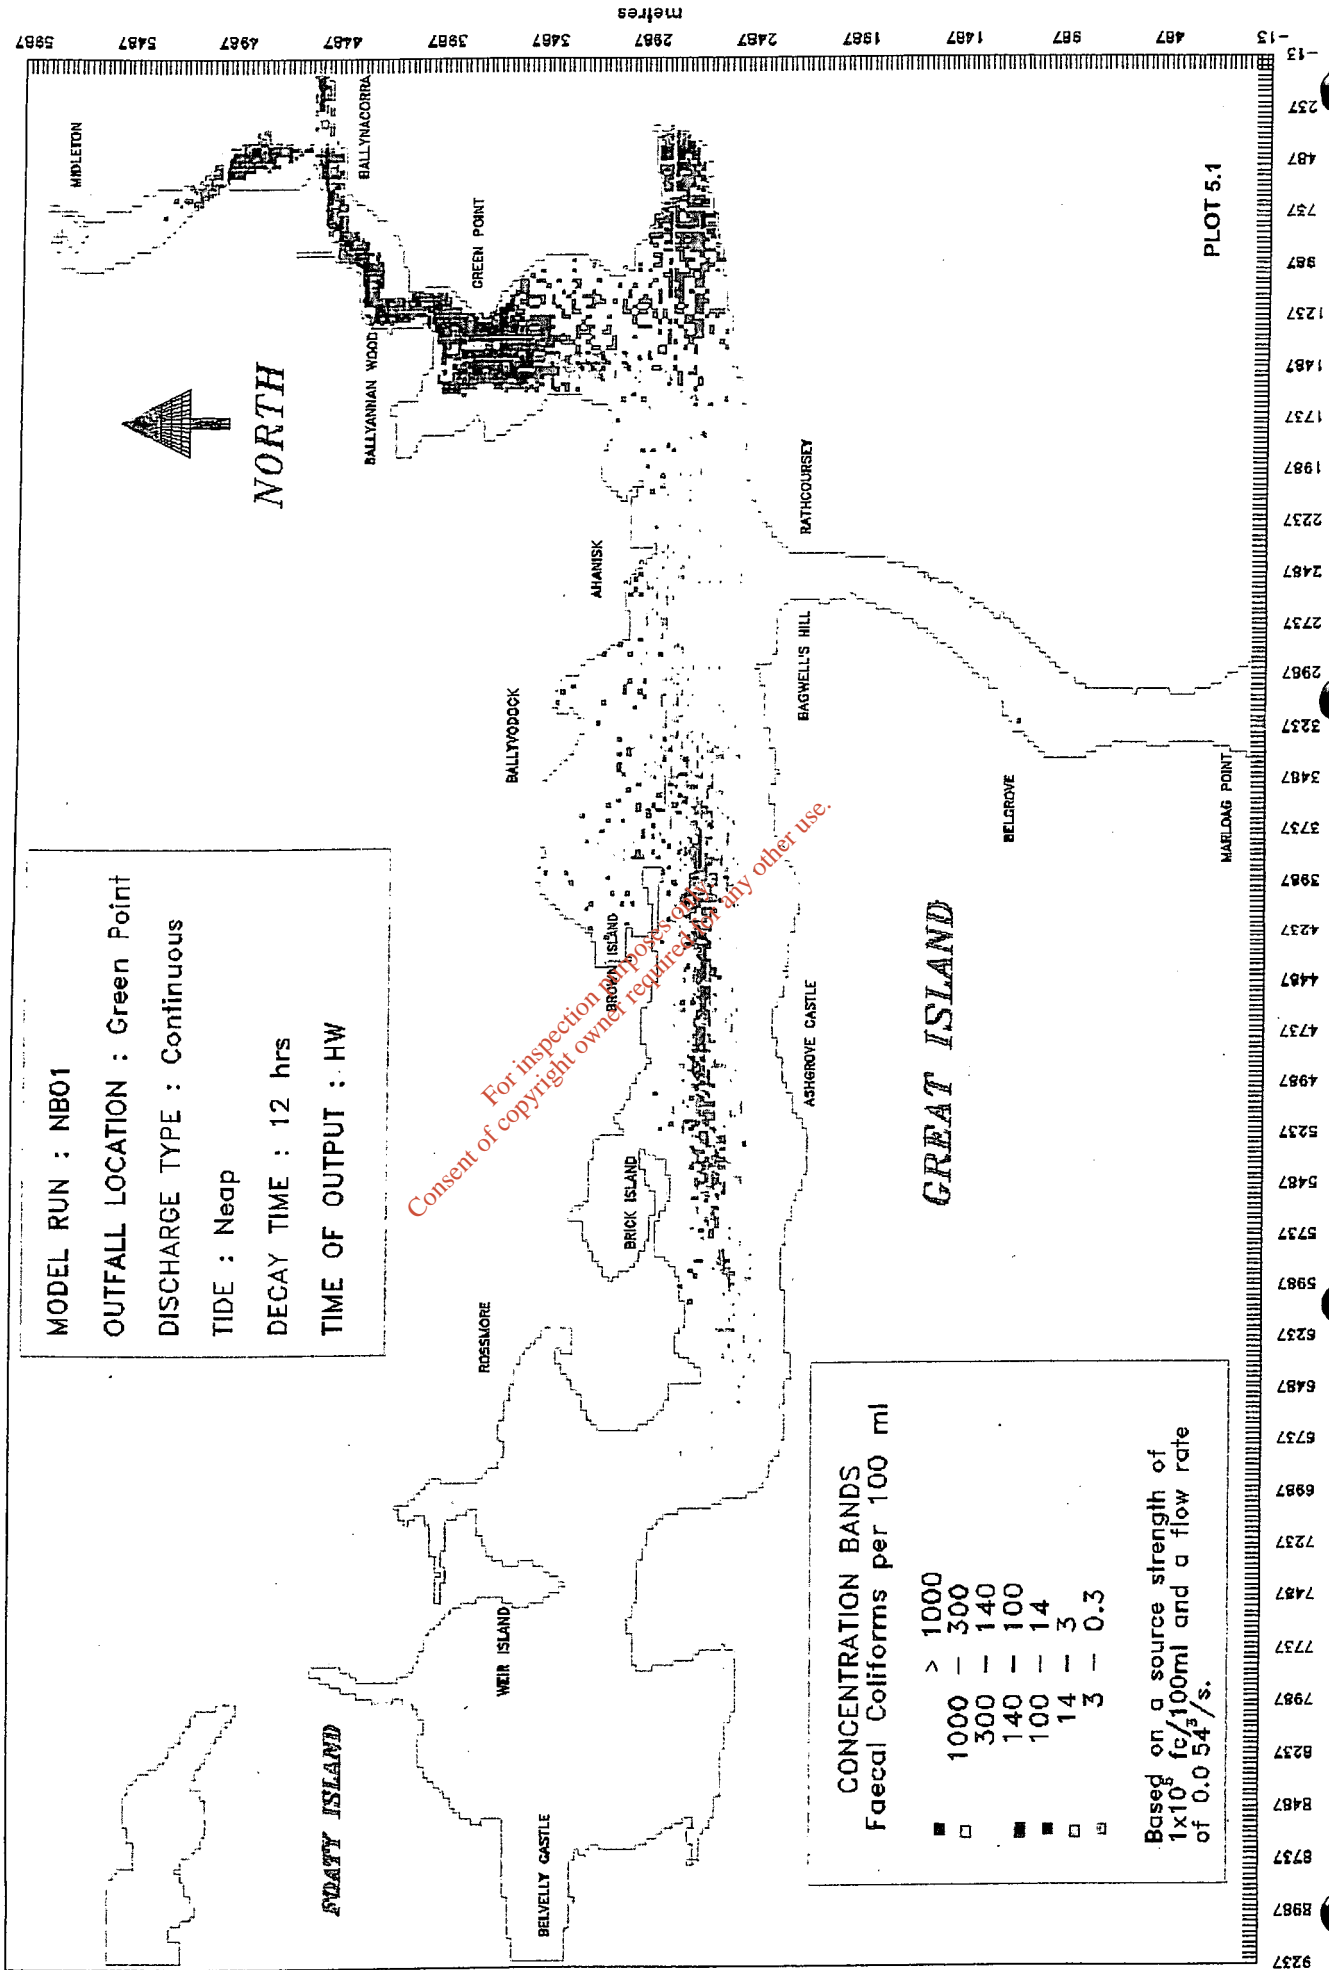 MODEL RUN : NB01
OUTFALL LOCATION : Green Point
DISCHARGE TYPE : Continuous
TIDE : Neap
DECAY TIME : 12 hrs
TIME OF OUTPUT : HW
NORTH
MIDLETON
BALLYNACORRA
BALLYANNAN WOOD
GREEN POINT
AHANISK
BALLYVODOCK
RATHCOURSEY
BAGWELL'S HILL
BROWN ISLAND
BRICK ISLAND
ROSSMORE
WEIR ISLAND
FOATY ISLAND
BELVELLY CASTLE
ASHGROVE CASTLE
GREAT ISLAND
BELGROVE
MARLOAG POINT
For inspection purposes only.
Consent of copyright owner required for any other use.
CONCENTRATION BANDS
Faecal Coliforms per 100 ml
> 1000
1000 – 300
300 – 140
140 – 100
100 – 14
14 – 3
3 – 0.3
Based on a source strength of
1x10⁵ fc/100ml and a flow rate
of 0.0 54³/s.
PLOT 5.1
metres
5987
5487
4987
4487
3987
3487
2987
2487
1987
1487
987
487
-13
9237
8987
8737
8487
8237
7987
7737
7487
7237
6987
6737
6487
6237
5987
5737
5487
5237
4987
4737
4487
4237
3987
3737
3487
3237
2987
2737
2487
2237
1987
1737
1487
1237
987
737
487
237
-13